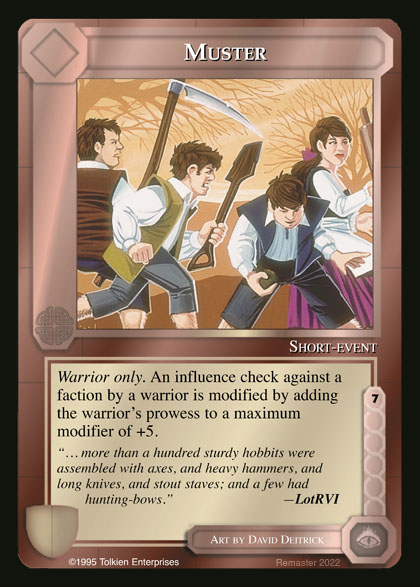 MUSTER
SHORT-EVENT
Warrior only. An influence check against a
faction by a warrior is modified by adding
the warrior's prowess to a maximum
modifier of +5.
7
"… more than a hundred sturdy hobbits were
assembled with axes, and heavy hammers, and
long knives, and stout staves; and a few had
hunting-bows." –LotRVI
ART BY DAVID DEITRICK
©1995 Tolkien Enterprises
Remaster 2022